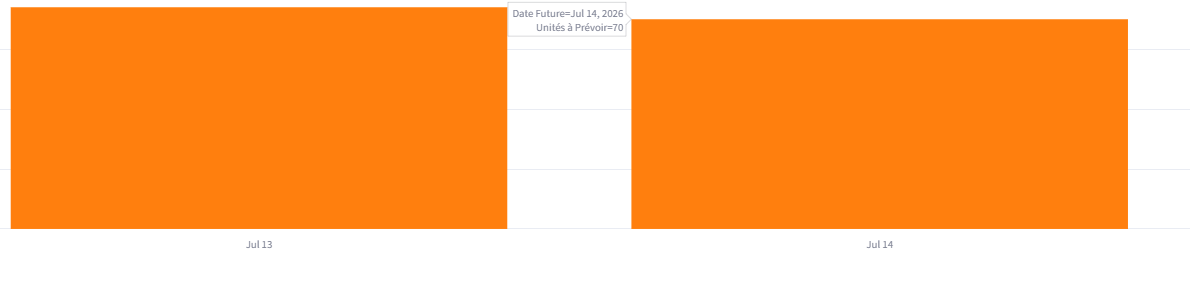 Date Future=Jul 14, 2026
Unités à Prévoir=70
Jul 13
Jul 14